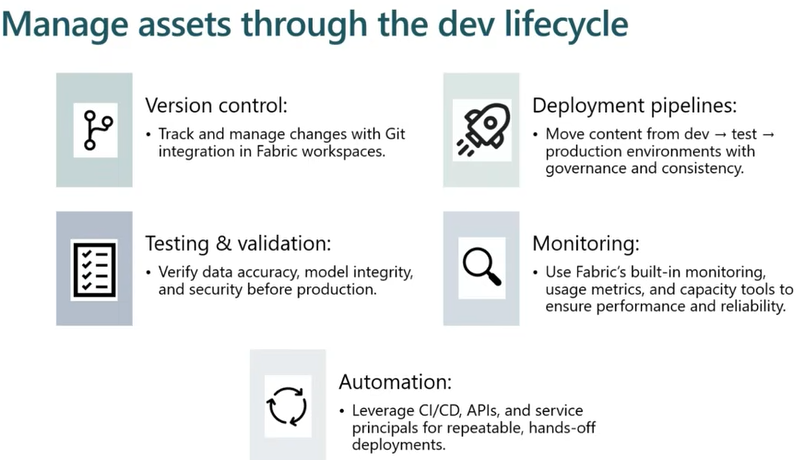 Manage assets through the dev lifecycle
Version control:
• Track and manage changes with Git
integration in Fabric workspaces.
Deployment pipelines:
• Move content from dev → test →
production environments with
governance and consistency.
Testing & validation:
• Verify data accuracy, model integrity,
and security before production.
Monitoring:
• Use Fabric's built-in monitoring,
usage metrics, and capacity tools to
ensure performance and reliability.
Automation:
• Leverage CI/CD, APIs, and service
principals for repeatable, hands-off
deployments.